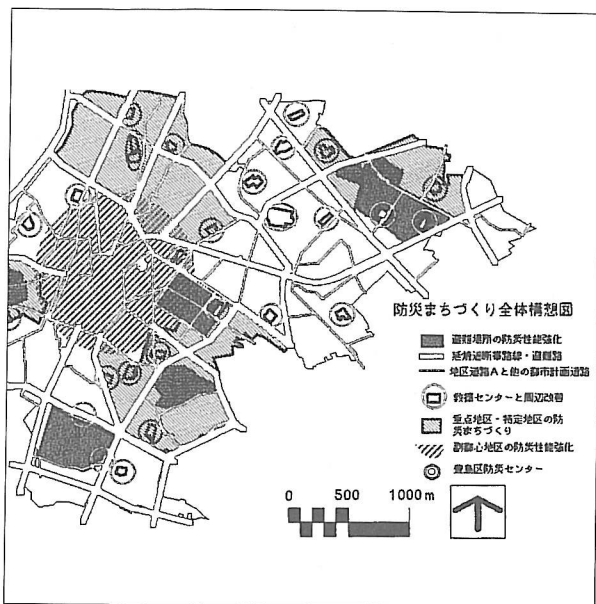 防災まちづくり全体構想図
避難場所の防災性能強化
延焼遮断帯路線・避難路
地区道路Aと他の都市計画道路
救援センターと周辺改善
重点地区・特定地区の防
災まちづくり
副都心地区の防災性能強化
豊島区防災センター
0 500 1000m